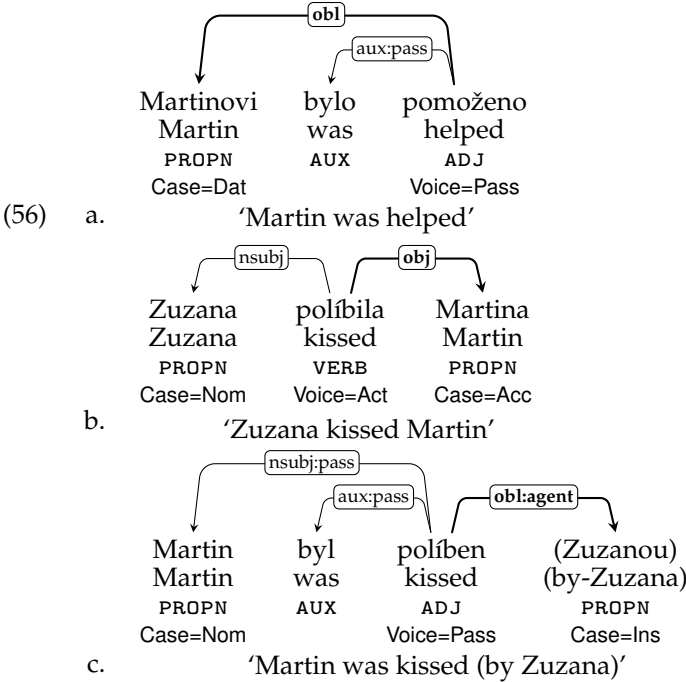 obl
aux:pass
Martinovi bylo pomoženo
Martin was helped
PROPN AUX ADJ
Case=Dat Voice=Pass
(56) a. ‘Martin was helped’
nsubj obj
Zuzana políbila Martina
Zuzana kissed Martin
PROPN VERB PROPN
Case=Nom Voice=Act Case=Acc
b. ‘Zuzana kissed Martin’
nsubj:pass
aux:pass obl:agent
Martin byl políben (Zuzanou)
Martin was kissed (by-Zuzana)
PROPN AUX ADJ PROPN
Case=Nom Voice=Pass Case=Ins
c. ‘Martin was kissed (by Zuzana)’